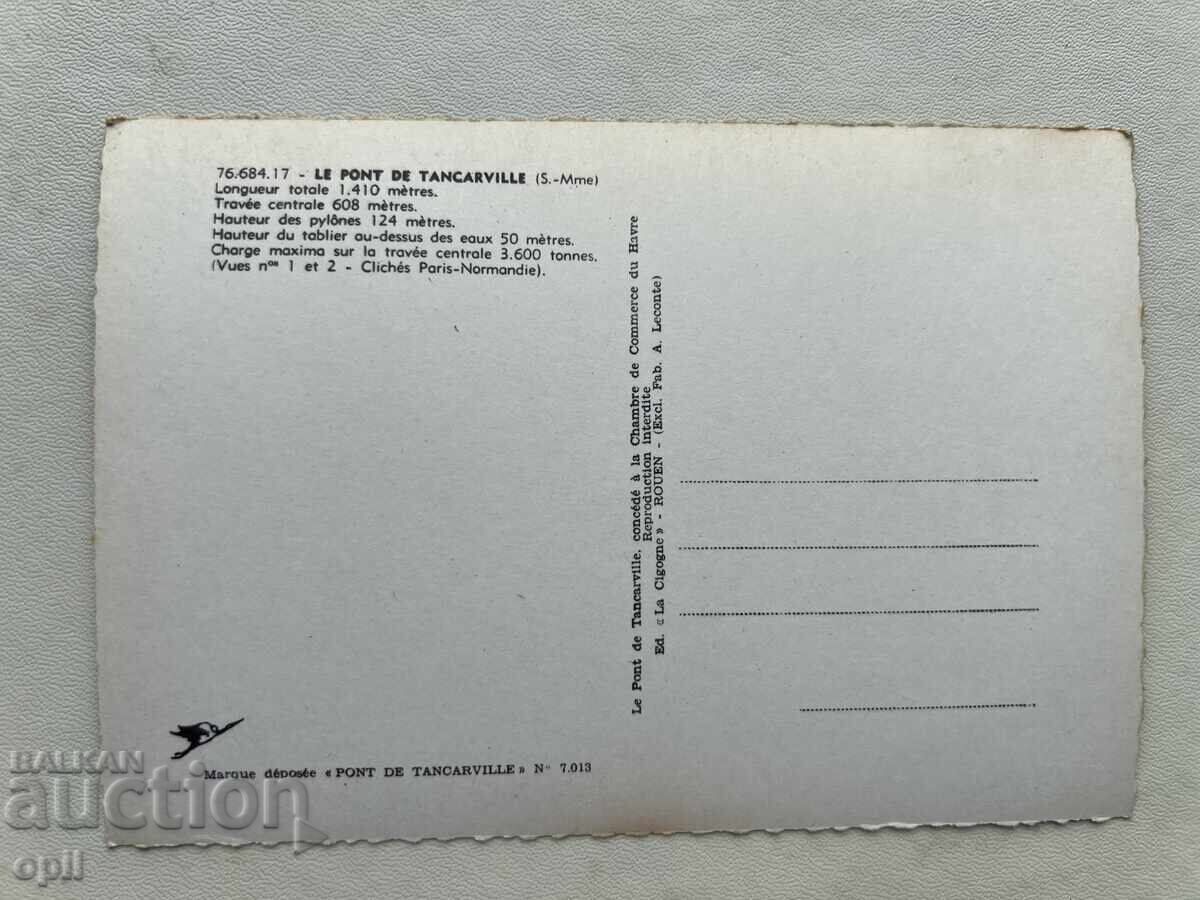 76.684.17 - LE PONT DE TANCARVILLE (S.-Mme)
Longueur totale 1.410 mètres.
Travée centrale 608 mètres.
Hauteur des pylônes 124 mètres.
Hauteur du tablier au-dessus des eaux 50 mètres.
Charge maxima sur la travée centrale 3.600 tonnes.
(Vues nos 1 et 2 - Clichés Paris-Normandie).
Le Pont de Tancarville, concédé à la Chambre de Commerce du Havre
Reproduction interdite
Ed. « La Cigogne » - ROUEN - (Excl. Fab. A. Leconte)
Marque déposée « PONT DE TANCARVILLE » N° 7.013
BALKAN
auction
opll